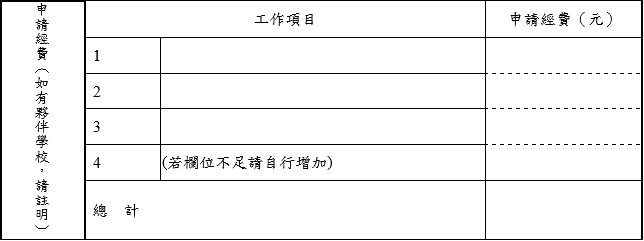 申請經費（如有夥伴學校，請註明）
工作項目
申請經費（元）
1
2
3
4 (若欄位不足請自行增加)
總 計